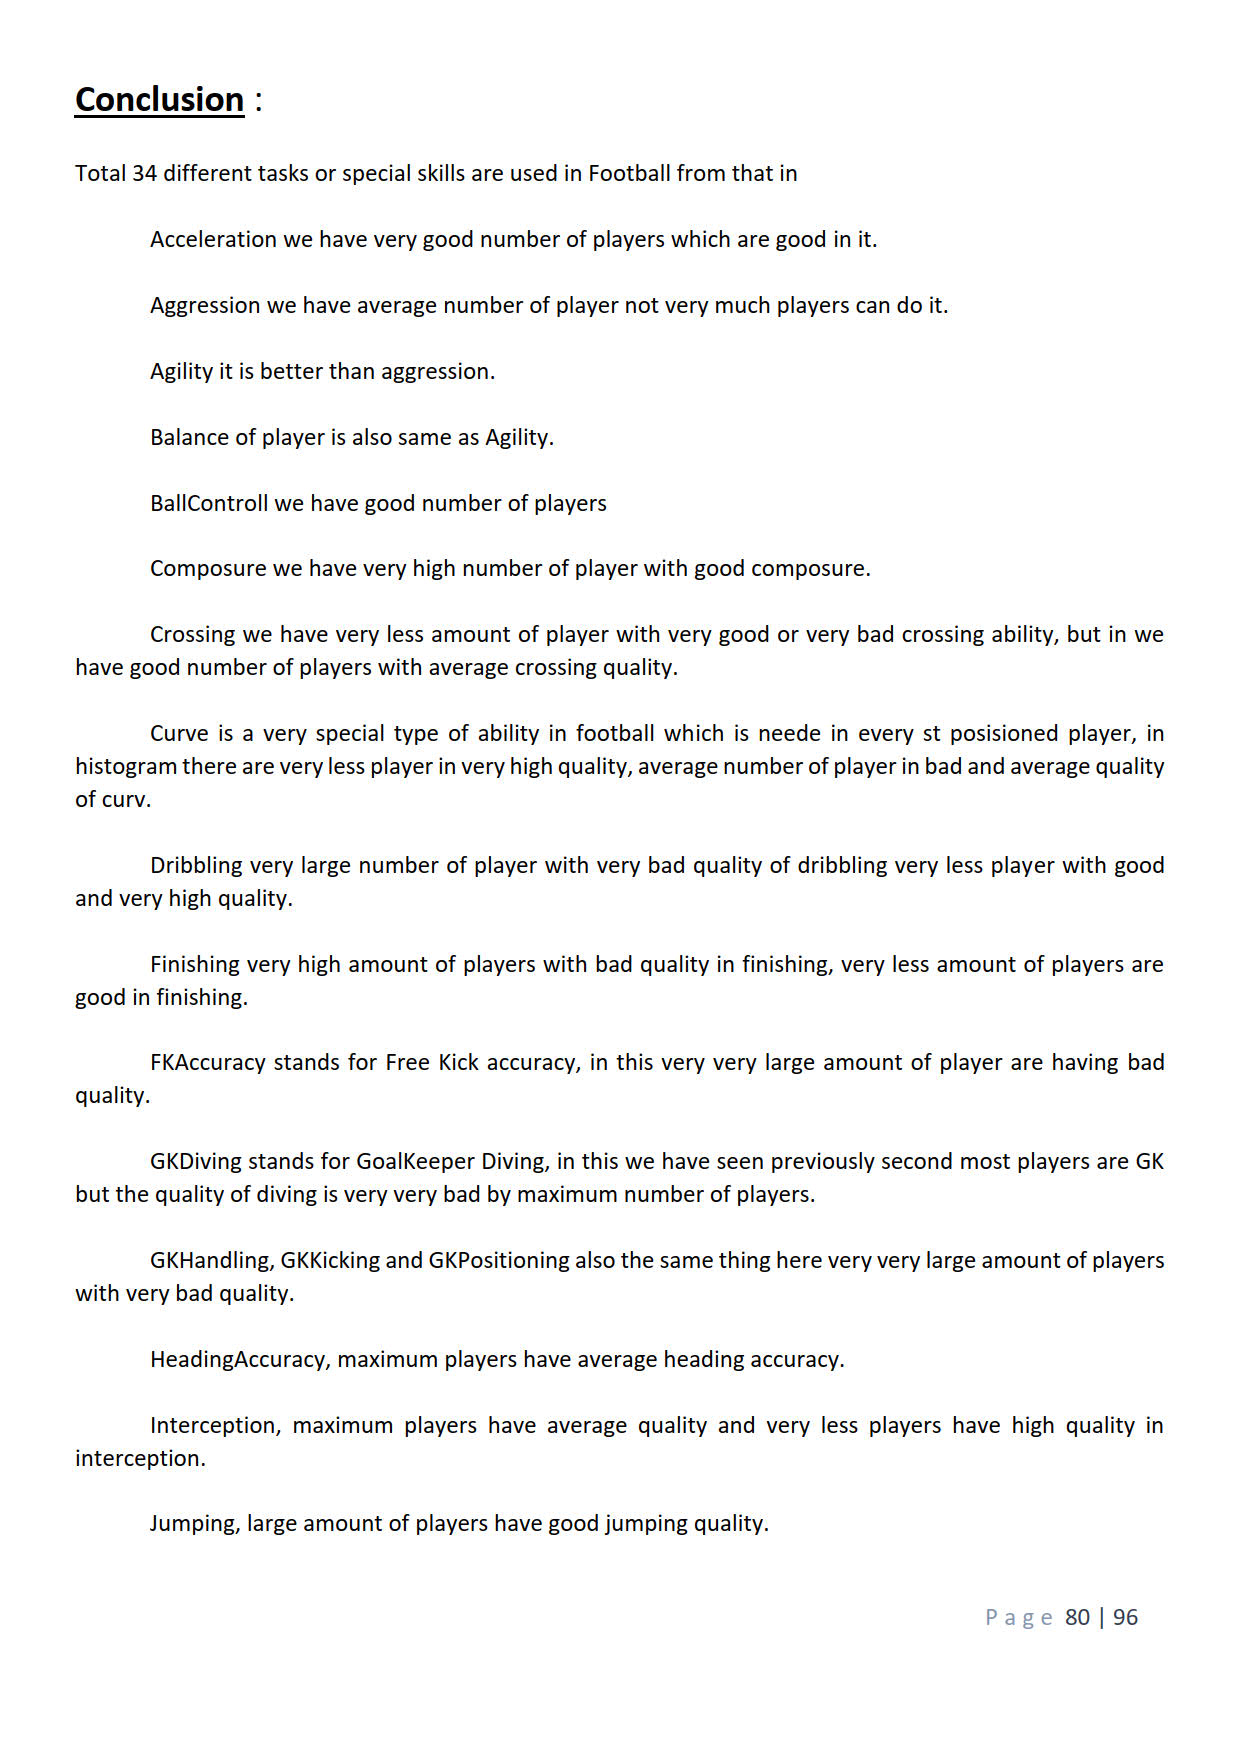 Conclusion :
Total 34 different tasks or special skills are used in Football from that in
Acceleration we have very good number of players which are good in it.
Aggression we have average number of player not very much players can do it.
Agility it is better than aggression.
Balance of player is also same as Agility.
BallControll we have good number of players
Composure we have very high number of player with good composure.
Crossing we have very less amount of player with very good or very bad crossing ability, but in we
have good number of players with average crossing quality.
Curve is a very special type of ability in football which is neede in every st posisioned player, in
histogram there are very less player in very high quality, average number of player in bad and average quality
of curv.
Dribbling very large number of player with very bad quality of dribbling very less player with good
and very high quality.
Finishing very high amount of players with bad quality in finishing, very less amount of players are
good in finishing.
FKAccuracy stands for Free Kick accuracy, in this very very large amount of player are having bad
quality.
GKDiving stands for GoalKeeper Diving, in this we have seen previously second most players are GK
but the quality of diving is very very bad by maximum number of players.
GKHandling, GKKicking and GKPositioning also the same thing here very very large amount of players
with very bad quality.
HeadingAccuracy, maximum players have average heading accuracy.
Interception, maximum players have average quality and very less players have high quality in
interception.
Jumping, large amount of players have good jumping quality.
Page 80 | 96